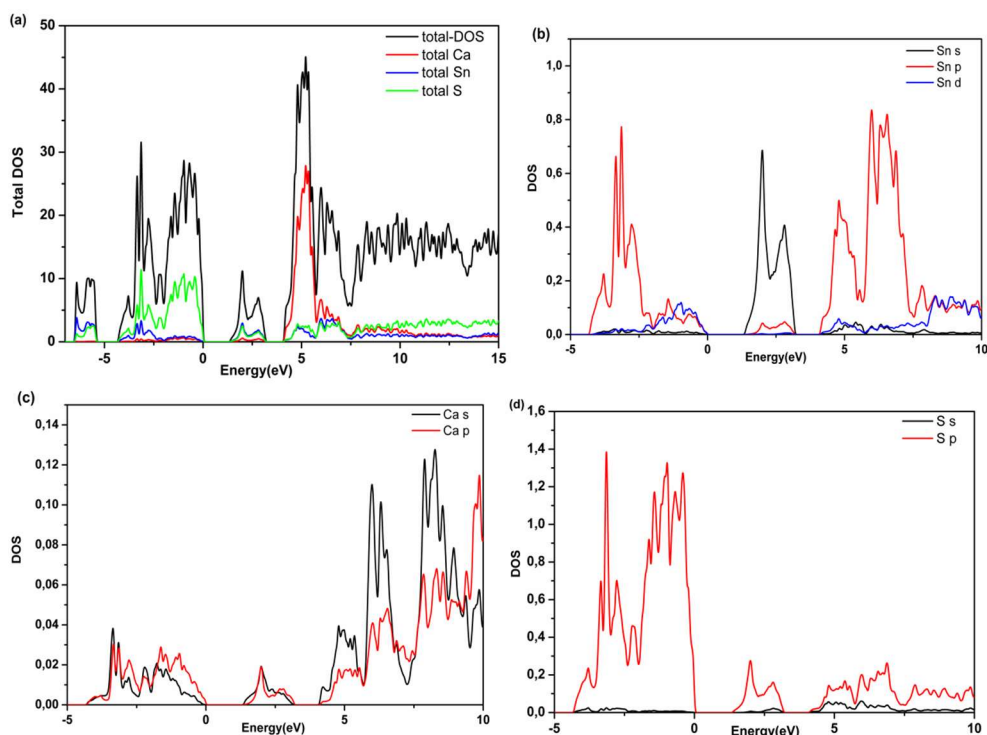 (a)
50
40
30
20
10
0
Total DOS
total-DOS
total Ca
total Sn
total S
-5
0
5
10
15
Energy(eV)
(b)
1,0
0,8
0,6
0,4
0,2
0,0
DOS
Sn s
Sn p
Sn d
-5
0
5
10
Energy(eV)
(c)
0,14
0,12
0,10
0,08
0,06
0,04
0,02
0,00
DOS
Ca s
Ca p
-5
0
5
10
Energy(eV)
(d)
1,6
1,4
1,2
1,0
0,8
0,6
0,4
0,2
0,0
DOS
S s
S p
-5
0
5
10
Energy(eV)